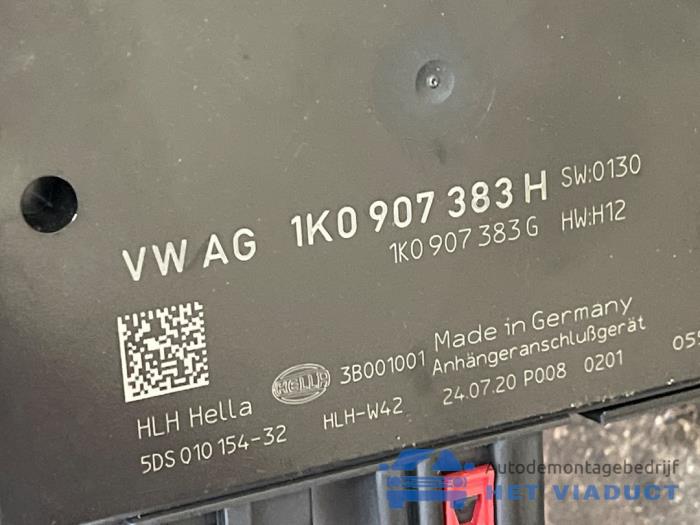 VW AG 1K0 907 383 H SW:0130
1K0 907 383 G HW:H12
HELLA 3B001001 Made in Germany
Anhängeranschlußgerät
HLH Hella HLH-W42 24.07.20 P008 0201
5DS 010 154-32
Autodemontagebedrijf
HET VIADUCT